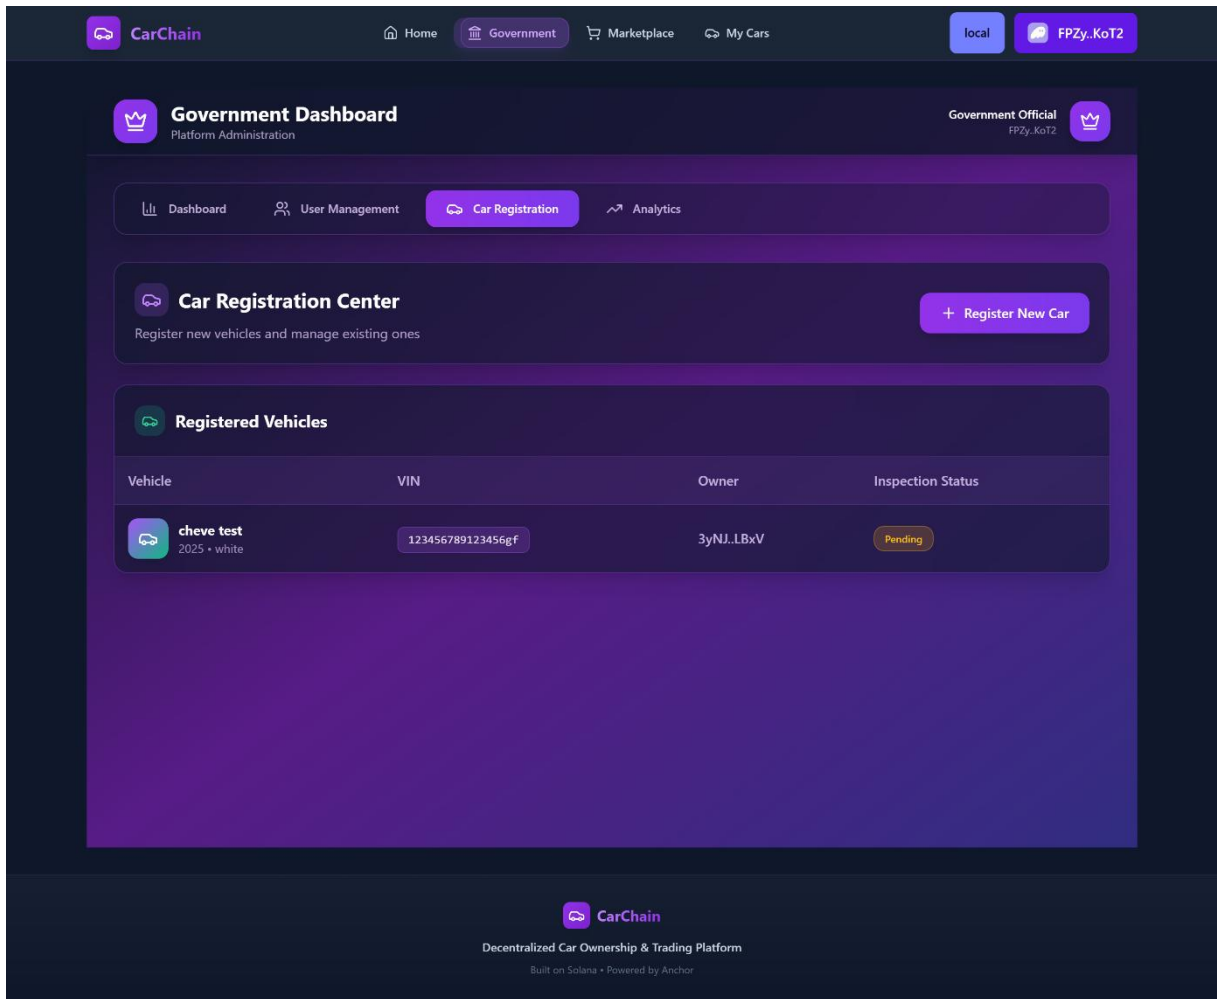 CarChain
Home
Government
Marketplace
My Cars
local
FPZy..KoT2
Government Dashboard
Platform Administration
Government Official
FPZy..KoT2
Dashboard
User Management
Car Registration
Analytics
Car Registration Center
Register new vehicles and manage existing ones
+ Register New Car
Registered Vehicles
Vehicle VIN Owner Inspection Status
cheve test
2025 • white
123456789123456gf
3yNJ..LBxV
Pending
CarChain
Decentralized Car Ownership & Trading Platform
Built on Solana • Powered by Anchor